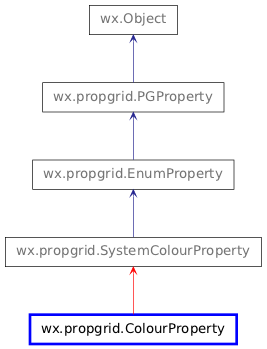 wx.Object
wx.propgrid.PGProperty
wx.propgrid.EnumProperty
wx.propgrid.SystemColourProperty
wx.propgrid.ColourProperty